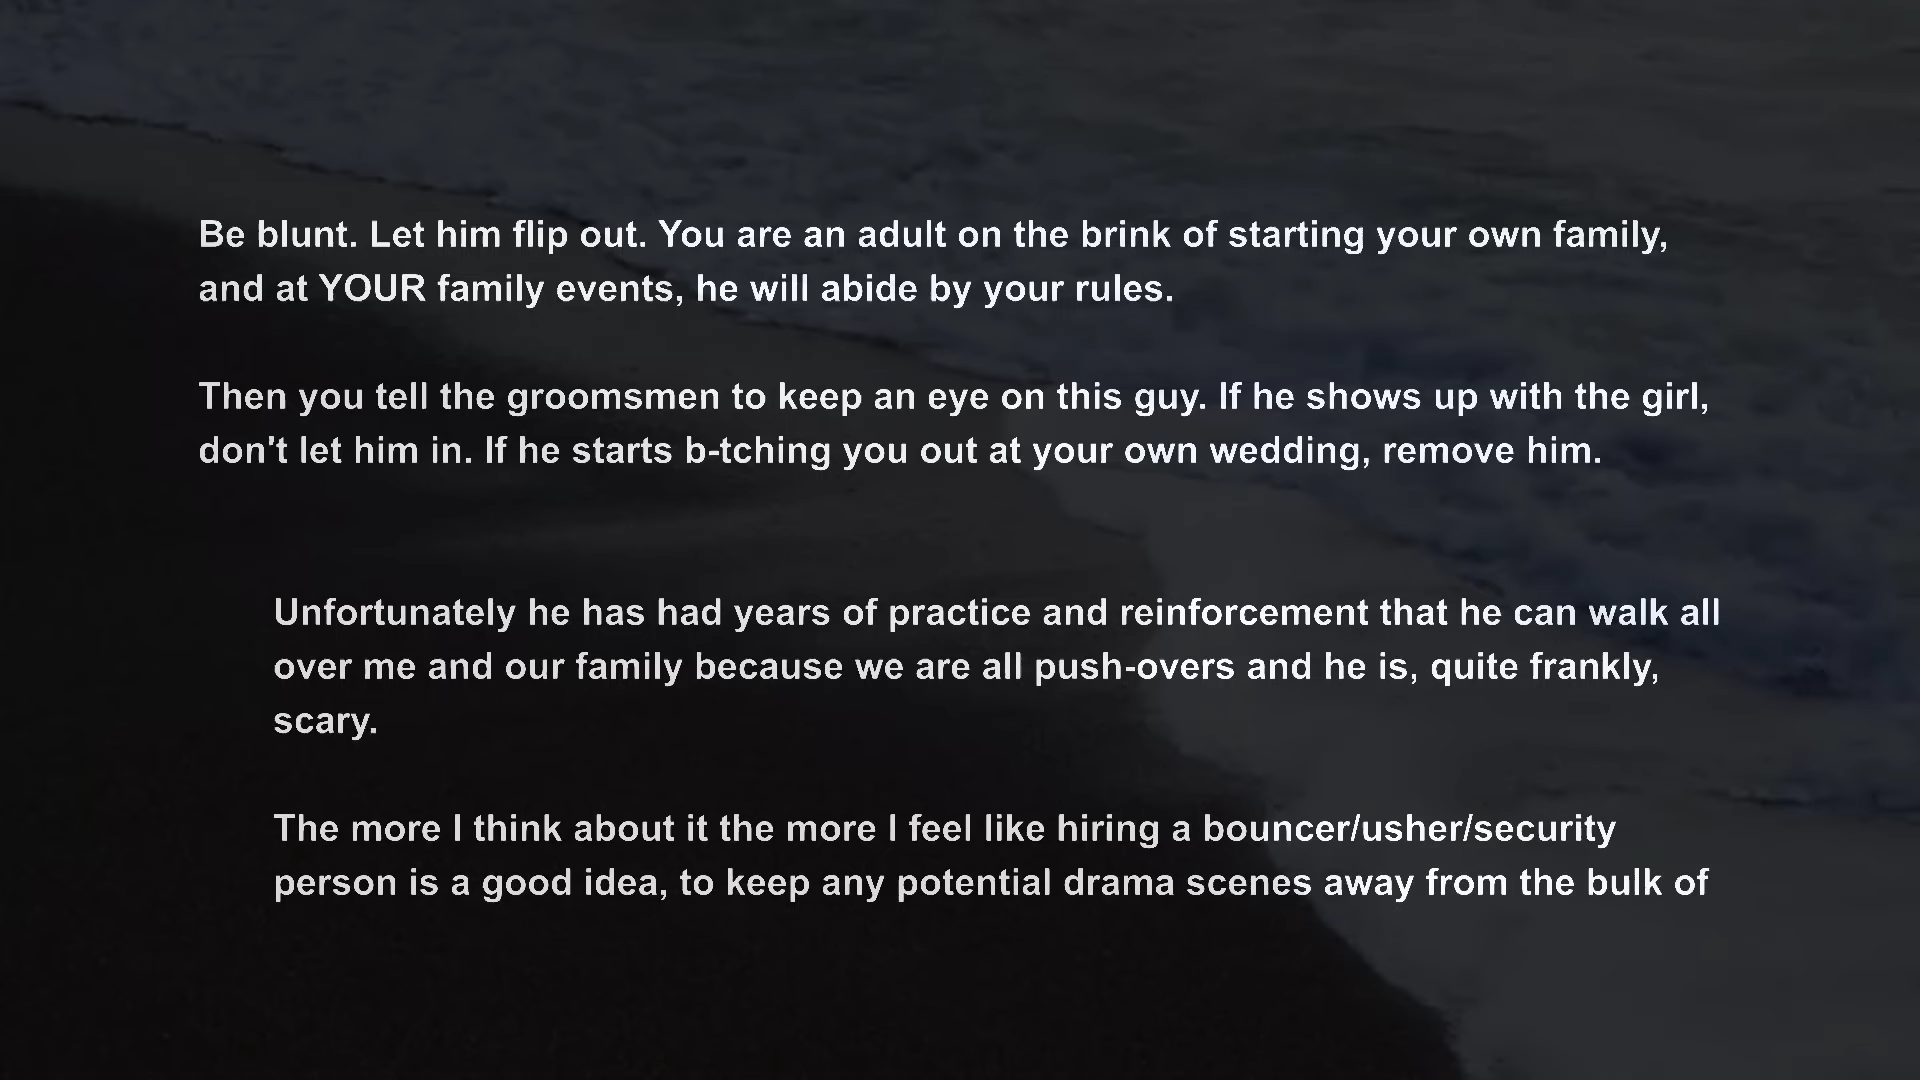 Be blunt. Let him flip out. You are an adult on the brink of starting your own family,
and at YOUR family events, he will abide by your rules.
Then you tell the groomsmen to keep an eye on this guy. If he shows up with the girl,
don't let him in. If he starts b-tching you out at your own wedding, remove him.
Unfortunately he has had years of practice and reinforcement that he can walk all
over me and our family because we are all push-overs and he is, quite frankly,
scary.
The more I think about it the more I feel like hiring a bouncer/usher/security
person is a good idea, to keep any potential drama scenes away from the bulk of